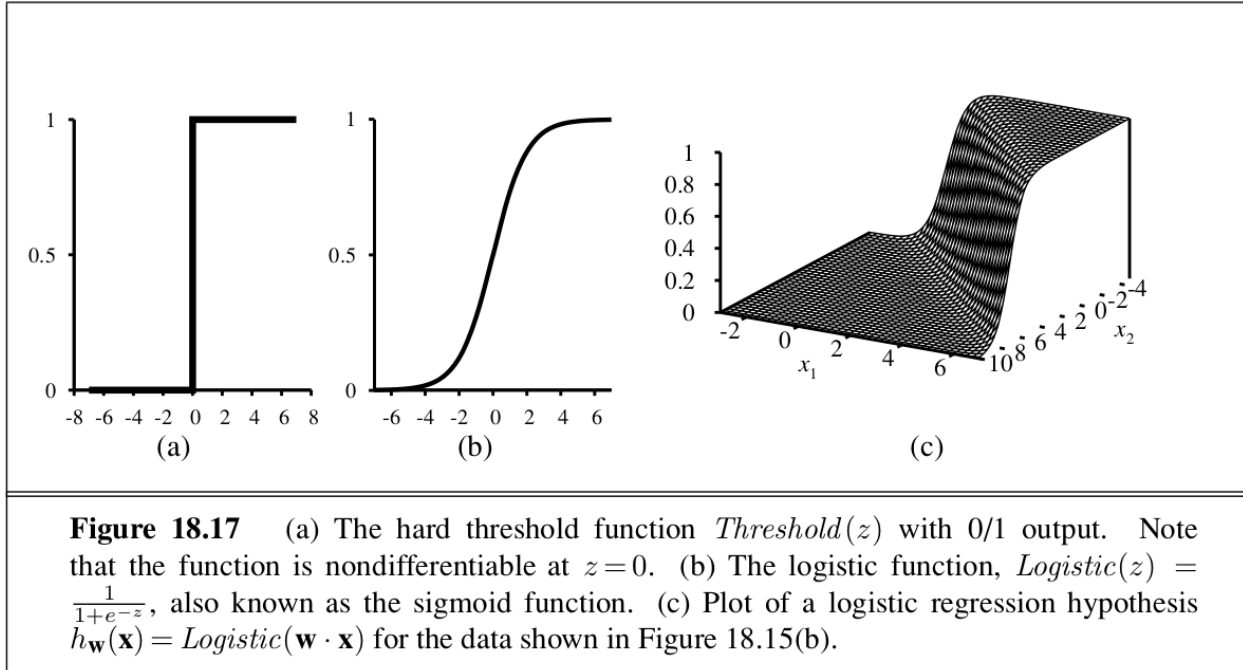 1
0.5
0
-8 -6 -4 -2 0 2 4 6 8
(a)
1
0.5
0
-6 -4 -2 0 2 4 6
(b)
1
0.8
0.6
0.4
0.2
0
-2 0 2 4 6
x1
10 8 6 4 2 0 -2 -4
x2
(c)
Figure 18.17 (a) The hard threshold function Threshold(z) with 0/1 output. Note
that the function is nondifferentiable at z = 0. (b) The logistic function, Logistic(z) =
1/(1+e^−z), also known as the sigmoid function. (c) Plot of a logistic regression hypothesis
hw(x) = Logistic(w · x) for the data shown in Figure 18.15(b).